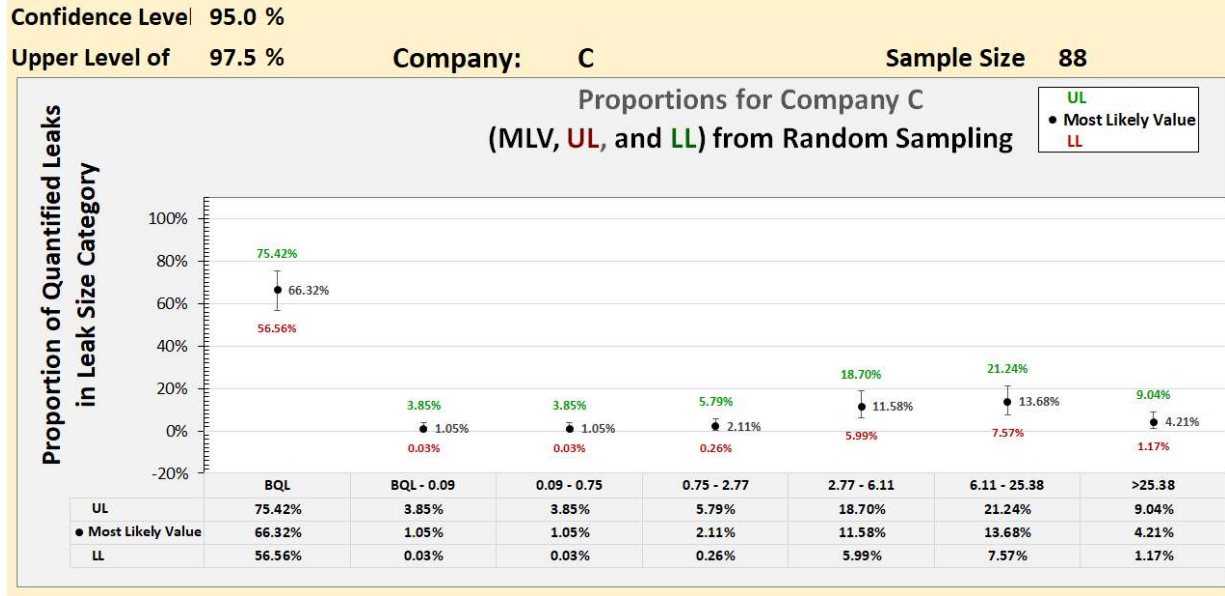 Confidence Level 95.0 %
Upper Level of 97.5 % Company: C Sample Size 88
Proportions for Company C
(MLV, UL, and LL) from Random Sampling
UL
Most Likely Value
LL
Proportion of Quantified Leaks
in Leak Size Category
100%
80%
60%
40%
20%
0%
-20%
75.42%
66.32%
56.56%
3.85%
1.05%
0.03%
3.85%
1.05%
0.03%
5.79%
2.11%
0.26%
18.70%
11.58%
5.99%
21.24%
13.68%
7.57%
9.04%
4.21%
1.17%
BQL BQL - 0.09 0.09 - 0.75 0.75 - 2.77 2.77 - 6.11 6.11 - 25.38 >25.38
UL 75.42% 3.85% 3.85% 5.79% 18.70% 21.24% 9.04%
Most Likely Value 66.32% 1.05% 1.05% 2.11% 11.58% 13.68% 4.21%
LL 56.56% 0.03% 0.03% 0.26% 5.99% 7.57% 1.17%